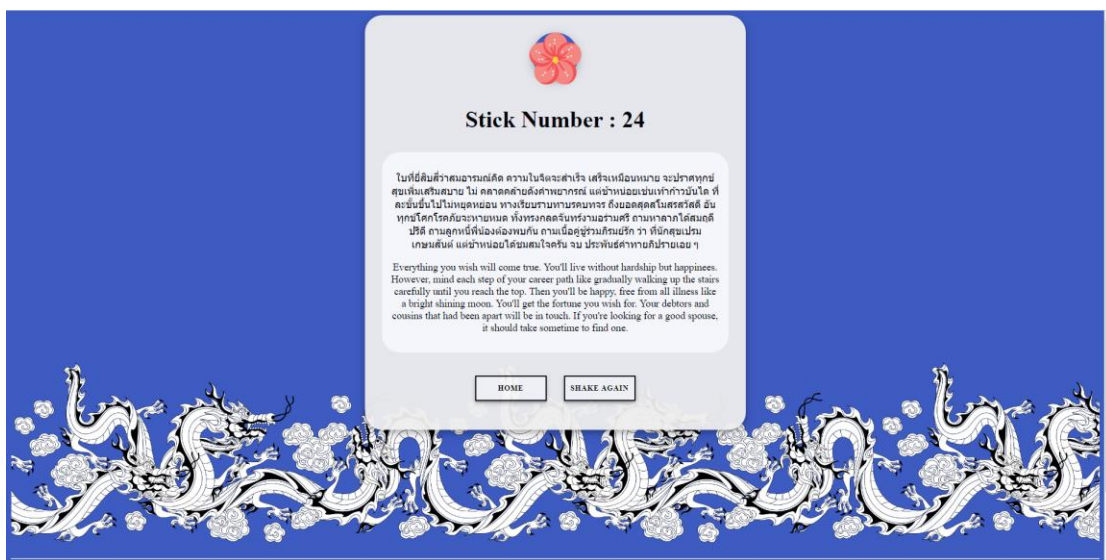 Stick Number : 24
ใบที่ยี่สิบสี่ว่าสมอารมณ์คิด ความในจิตจะสำเร็จ เสร็จเหมือนหมาย จะปราศทุกข์
สุขเพิ่มเสริมสบาย ไม่ คลาดคล้ายดังคำพยากรณ์ แต่ช้าหน่อยเช่นเท้าก้าวบันได ที่
ละขั้นขึ้นไปไม่หยุดหย่อน ทางเรียบราบทาบรคบทจร ถึงยอดสุดสโมสรสวัสดี อัน
ทุกข์โศกโรคภัยจะหายหมด ทั้งทรงกลดจันทร์งามอร่ามศรี ถามหาลาภได้สมฤดี
ปรีดี ถามลูกหนี้พี่น้องต้องพบกัน ถามเนื้อคู่ชู้ร่วมภิรมย์รัก ว่า ที่นักสุขเปรม
เกษมสันต์ แต่ช้าหน่อยได้ชมสมใจครัน จบ ประพันธ์คำทายภิปรายเอย ๆ
Everything you wish will come true. You'll live without hardship but happinees.
However, mind each step of your career path like gradually walking up the stairs
carefully until you reach the top. Then you'll be happy, free from all illness like
a bright shining moon. You'll get the fortune you wish for. Your debtors and
cousins that had been apart will be in touch. If you're looking for a good spouse,
it should take sometime to find one.
HOME
SHAKE AGAIN